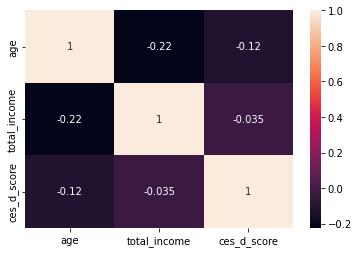 age
1
-0.22
-0.12
total_income
-0.22
1
-0.035
ces_d_score
-0.12
-0.035
1
age
total_income
ces_d_score
1.0
0.8
0.6
0.4
0.2
0.0
-0.2